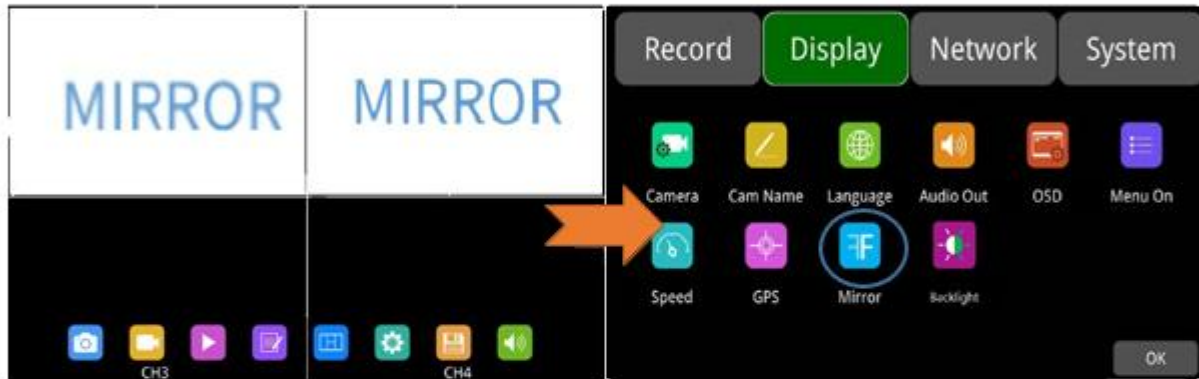 MIRROR
MIRROR
CH3
CH4
Record
Display
Network
System
Camera
Cam Name
Language
Audio Out
OSD
Menu On
Speed
GPS
Mirror
Backlight
OK